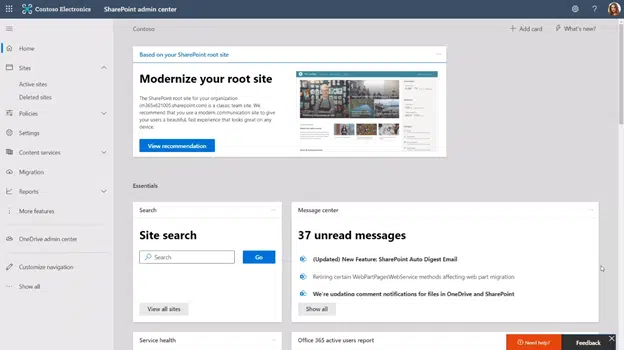 Contoso Electronics
SharePoint admin center
Home
Sites
Active sites
Deleted sites
Policies
Settings
Content services
Migration
Reports
More features
OneDrive admin center
Customize navigation
Show all
Contoso
Add card
What's new?
Based on your SharePoint root site
Modernize your root site
The SharePoint root site for your organization
(m365x621005.sharepoint.com) is a classic, team site. We
recommend that you use a modern communication site to give
your users a beautiful, fast experience that looks great on any
device.
View recommendation
Essentials
Search
Site search
Search
Go
View all sites
Message center
37 unread messages
(Updated) New Feature: SharePoint Auto Digest Email
Retiring certain WebPartPagesWebService methods affecting web part migration
We're updating comment notifications for files in OneDrive and SharePoint
Show all
Service health
Office 365 active users report
Need help?
Feedback